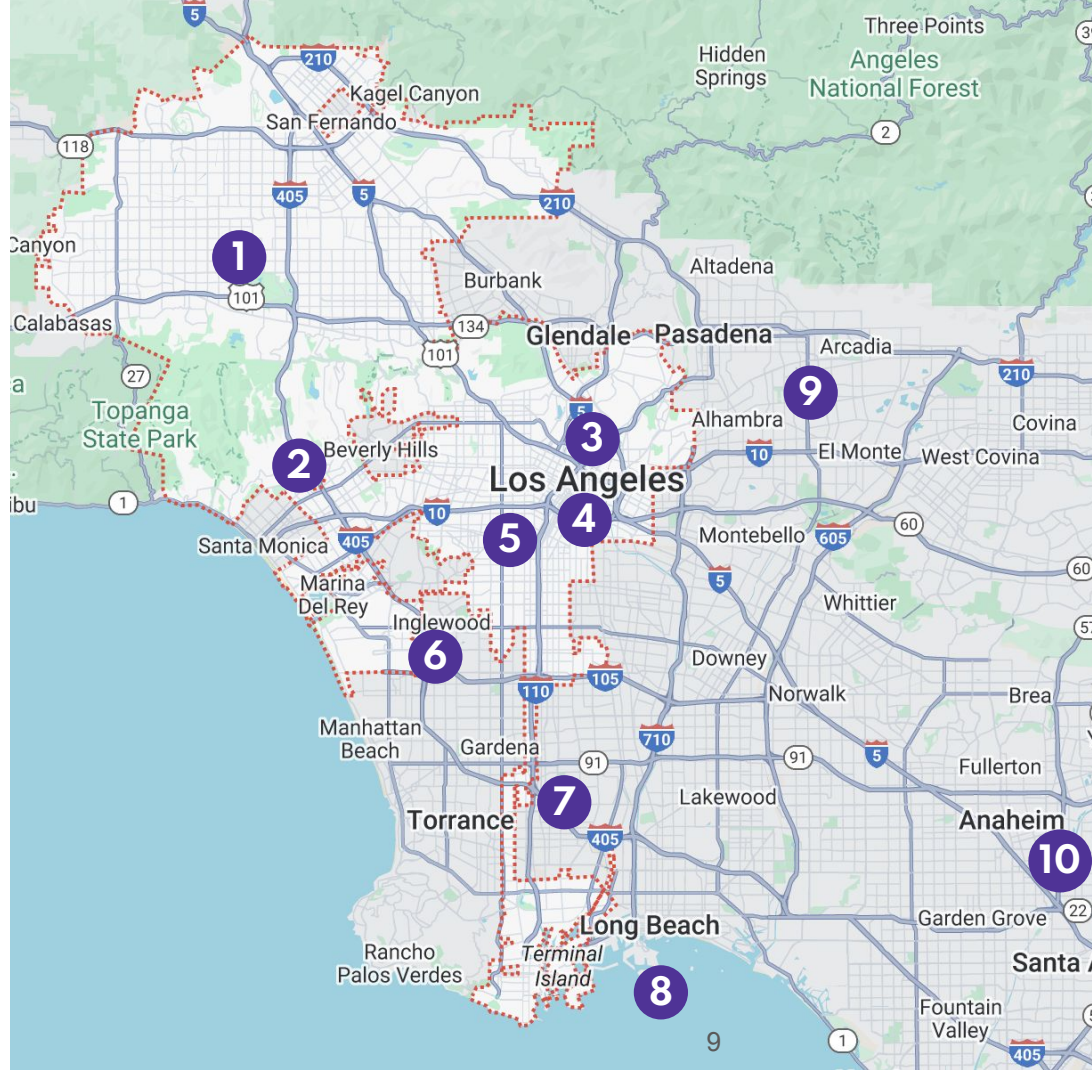 5
Three Points
39
Hidden
Springs
Angeles
National Forest
210
Kagel Canyon
San Fernando
2
118
405
5
210
Canyon
1
Altadena
Burbank
101
Calabasas
134
Glendale
Pasadena
101
Arcadia
27
210
9
a
Topanga
State Park
5
Alhambra
Covina
3
Beverly Hills
2
10
El Monte
West Covina
Los Angeles
ibu
1
10
4
60
5
405
Montebello
605
Santa Monica
60
5
Marina
Del Rey
Whittier
Inglewood
57
6
Downey
110
105
Norwalk
Brea
Manhattan
Beach
710
Gardena
91
91
5
Fullerton
7
Lakewood
Torrance
405
Anaheim
10
22
Garden Grove
Long Beach
Rancho
Palos Verdes
Terminal
Island
Santa A
8
Fountain
Valley
9
1
405